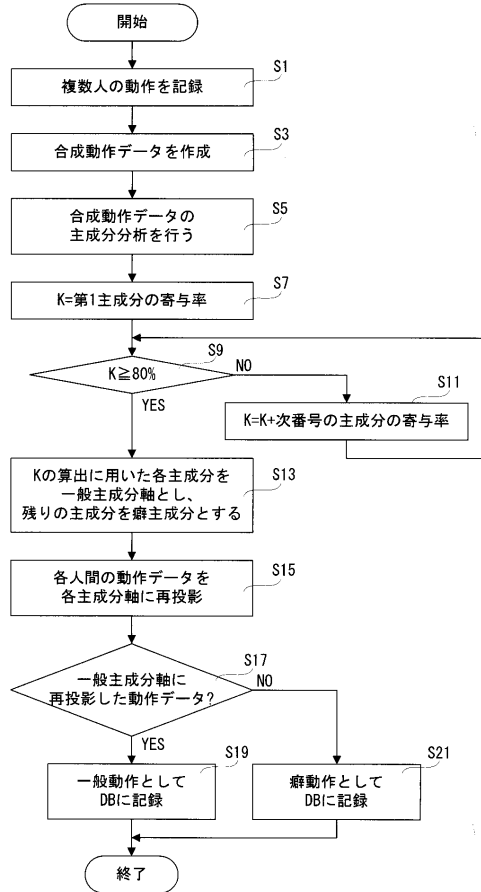 開始
S1
複数人の動作を記録
S3
合成動作データを作成
S5
合成動作データの
主成分分析を行う
S7
K=第1主成分の寄与率
S9
K≧80%
NO
YES
S11
K=K+次番号の主成分の寄与率
S13
Kの算出に用いた各主成分を
一般主成分軸とし、
残りの主成分を癖主成分とする
S15
各人間の動作データを
各主成分軸に再投影
S17
一般主成分軸に
再投影した動作データ?
NO
YES
S19
一般動作として
DBに記録
S21
癖動作として
DBに記録
終了